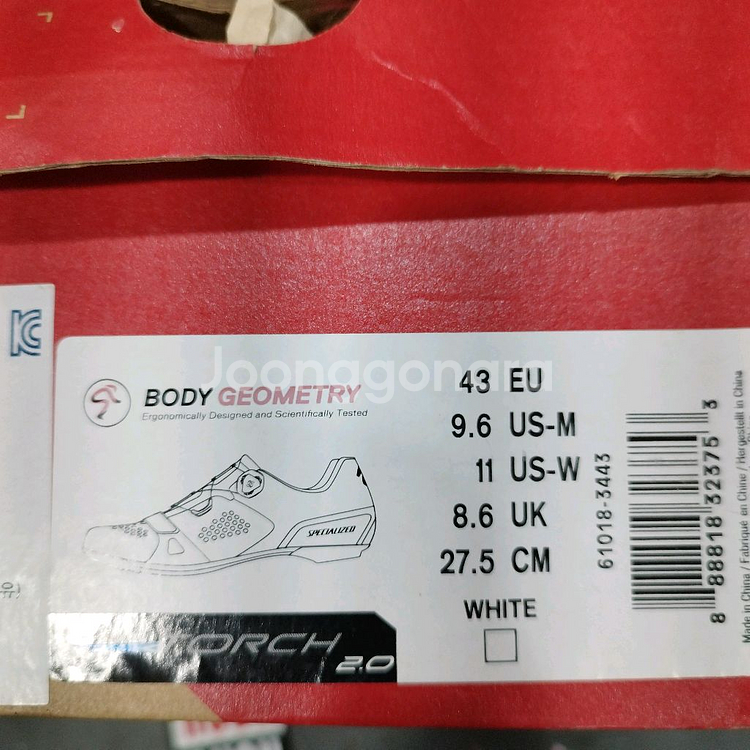 KC
Joonggonara
BODY GEOMETRY
Ergonomically Designed and Scientifically Tested
SPECIALIZED
TORCH
2.0
43 EU
9.6 US-M
11 US-W
8.6 UK
27.5 CM
WHITE
61018-3443
8 88818 32375 3
Made in China / Fabriqué en Chine / Hergestellt in China